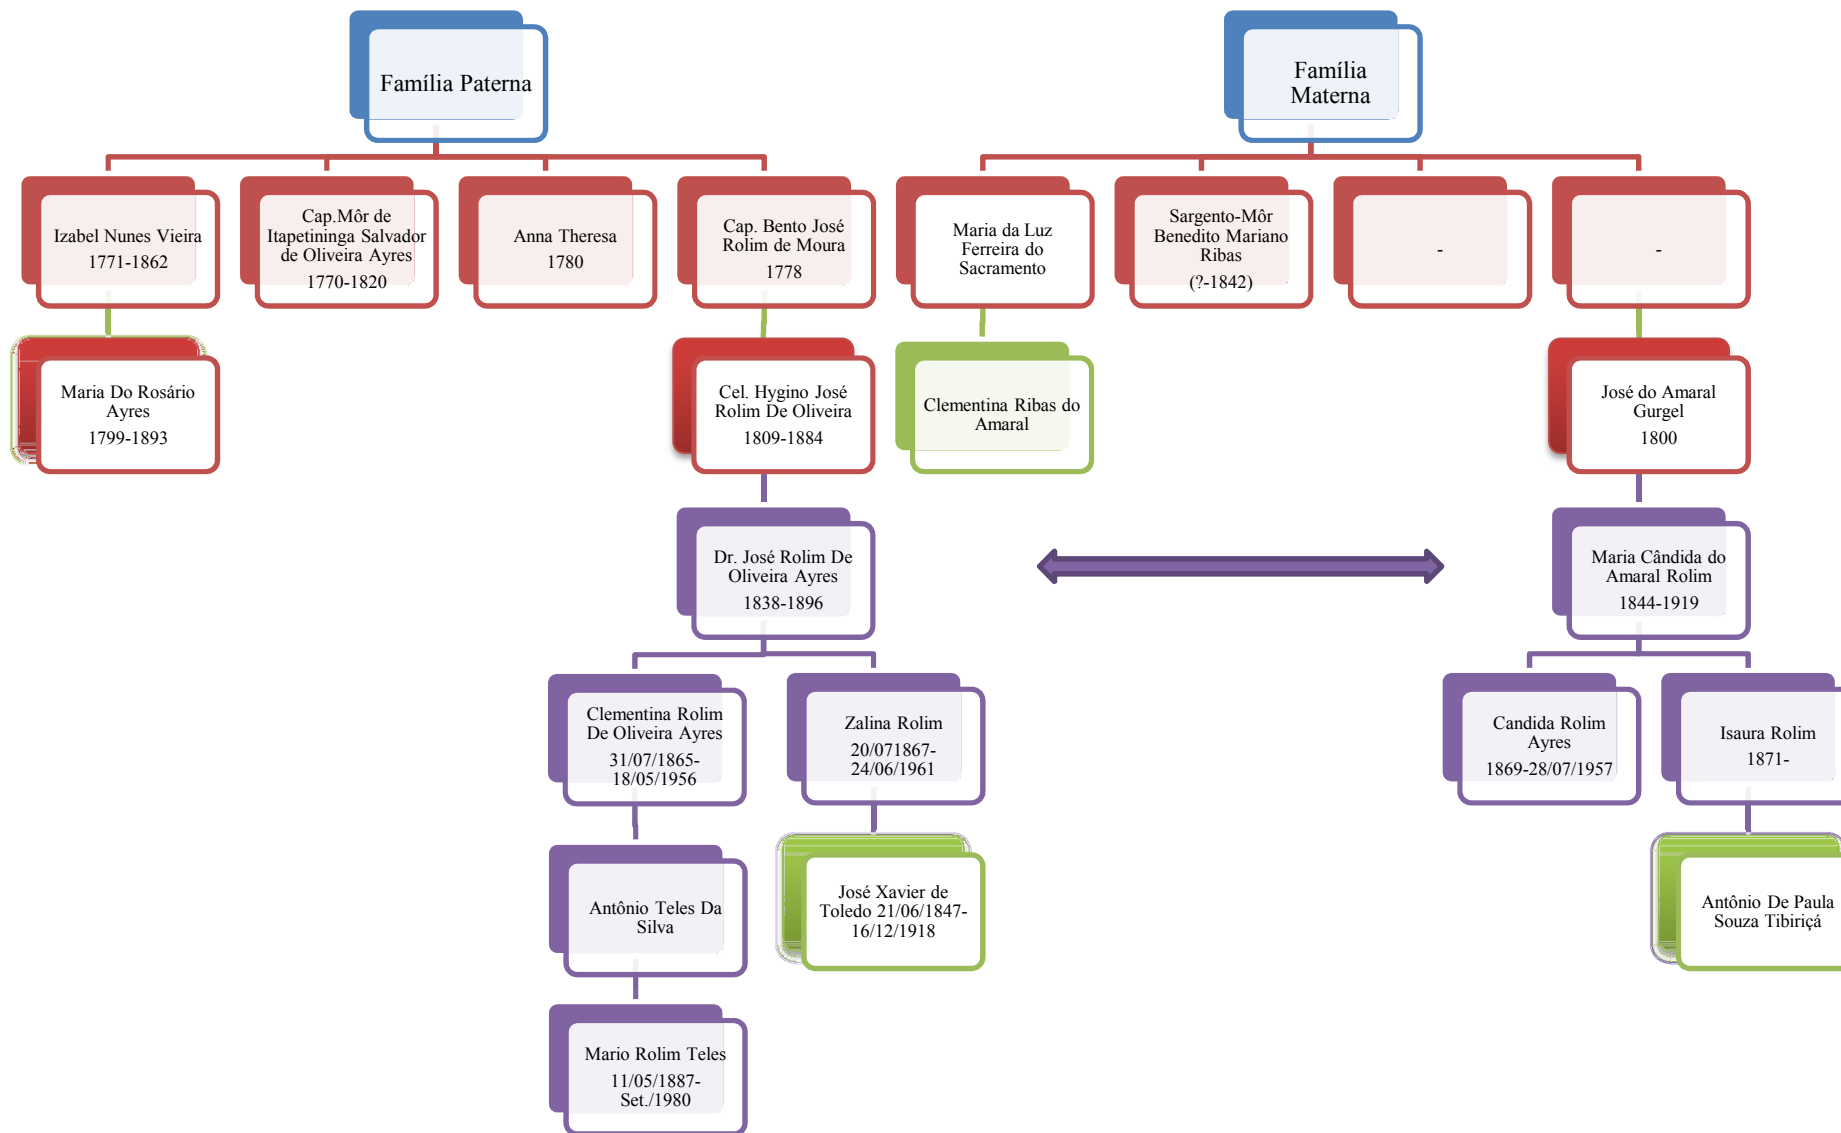 Família Paterna
Família
Materna
Izabel Nunes Vieira
1771-1862
Cap.Môr de
Itapetininga Salvador
de Oliveira Ayres
1770-1820
Anna Theresa
1780
Cap. Bento José
Rolim de Moura
1778
Maria da Luz
Ferreira do
Sacramento
Sargento-Môr
Benedito Mariano
Ribas
(?-1842)
-
-
Maria Do Rosário
Ayres
1799-1893
Cel. Hygino José
Rolim De Oliveira
1809-1884
Clementina Ribas do
Amaral
José do Amaral
Gurgel
1800
Dr. José Rolim De
Oliveira Ayres
1838-1896
Maria Cândida do
Amaral Rolim
1844-1919
Clementina Rolim
De Oliveira Ayres
31/07/1865-
18/05/1956
Zalina Rolim
20/071867-
24/06/1961
Candida Rolim
Ayres
1869-28/07/1957
Isaura Rolim
1871-
Antônio Teles Da
Silva
José Xavier de
Toledo 21/06/1847-
16/12/1918
Antônio De Paula
Souza Tibiriçá
Mario Rolim Teles
11/05/1887-
Set./1980